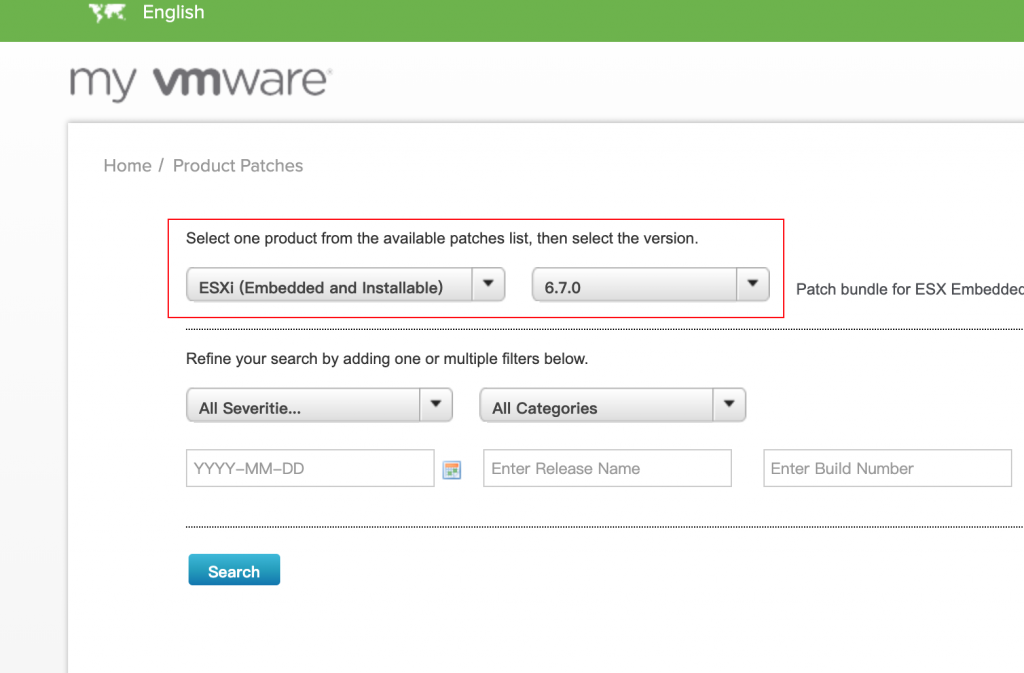 English
my vmware
Home / Product Patches
Select one product from the available patches list, then select the version.
ESXi (Embedded and Installable) 6.7.0 Patch bundle for ESX Embedded
Refine your search by adding one or multiple filters below.
All Severitie... All Categories
YYYY-MM-DD Enter Release Name Enter Build Number
Search